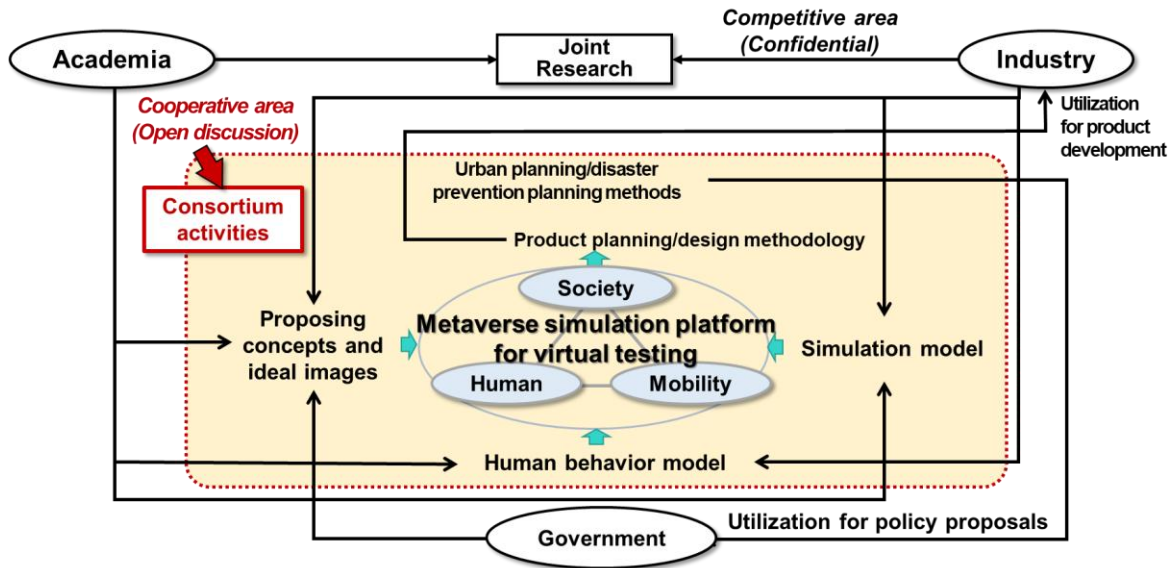 Academia
Joint
Research
Competitive area
(Confidential)
Industry
Cooperative area
(Open discussion)
Utilization
for product
development
Consortium
activities
Urban planning/disaster
prevention planning methods
Product planning/design methodology
Society
Metaverse simulation platform
for virtual testing
Human
Mobility
Proposing
concepts and
ideal images
Simulation model
Human behavior model
Government
Utilization for policy proposals